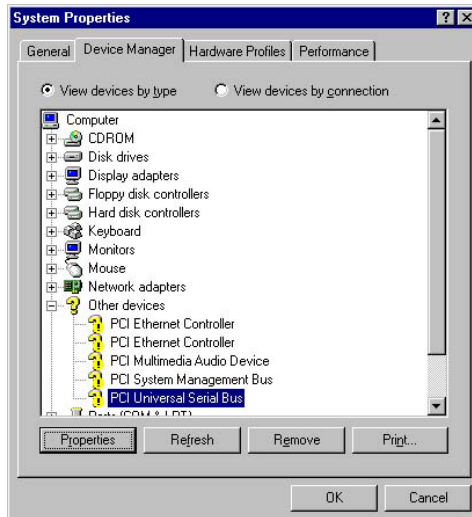 System Properties
General
Device Manager
Hardware Profiles
Performance
View devices by type
View devices by connection
Computer
CDROM
Disk drives
Display adapters
Floppy disk controllers
Hard disk controllers
Keyboard
Monitors
Mouse
Network adapters
Other devices
PCI Ethernet Controller
PCI Ethernet Controller
PCI Multimedia Audio Device
PCI System Management Bus
PCI Universal Serial Bus
Ports (COM & LPT)
Properties
Refresh
Remove
Print...
OK
Cancel